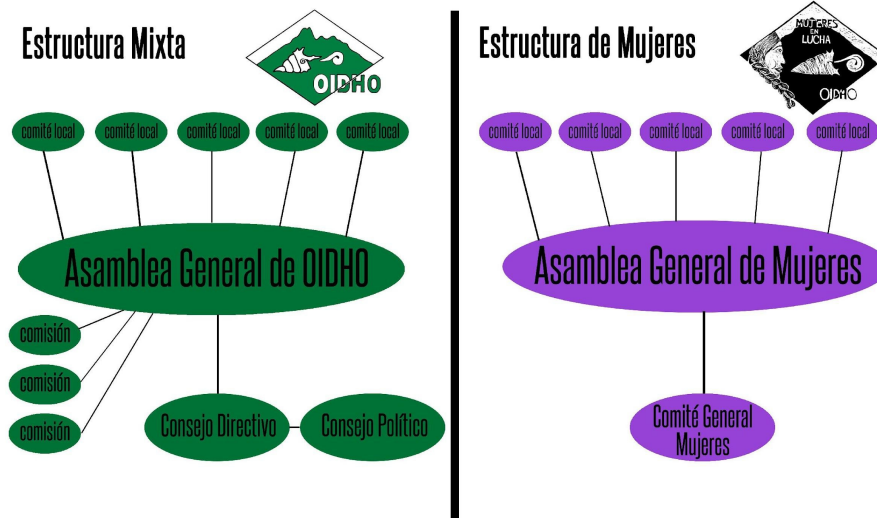 Estructura Mixta
OIDHO
comité local
comité local
comité local
comité local
comité local
Asamblea General de OIDHO
comisión
comisión
comisión
Consejo Directivo
Consejo Político
Estructura de Mujeres
MUJERES
EN
LUCHA
OIDHO
comité local
comité local
comité local
comité local
comité local
Asamblea General de Mujeres
Comité General
Mujeres